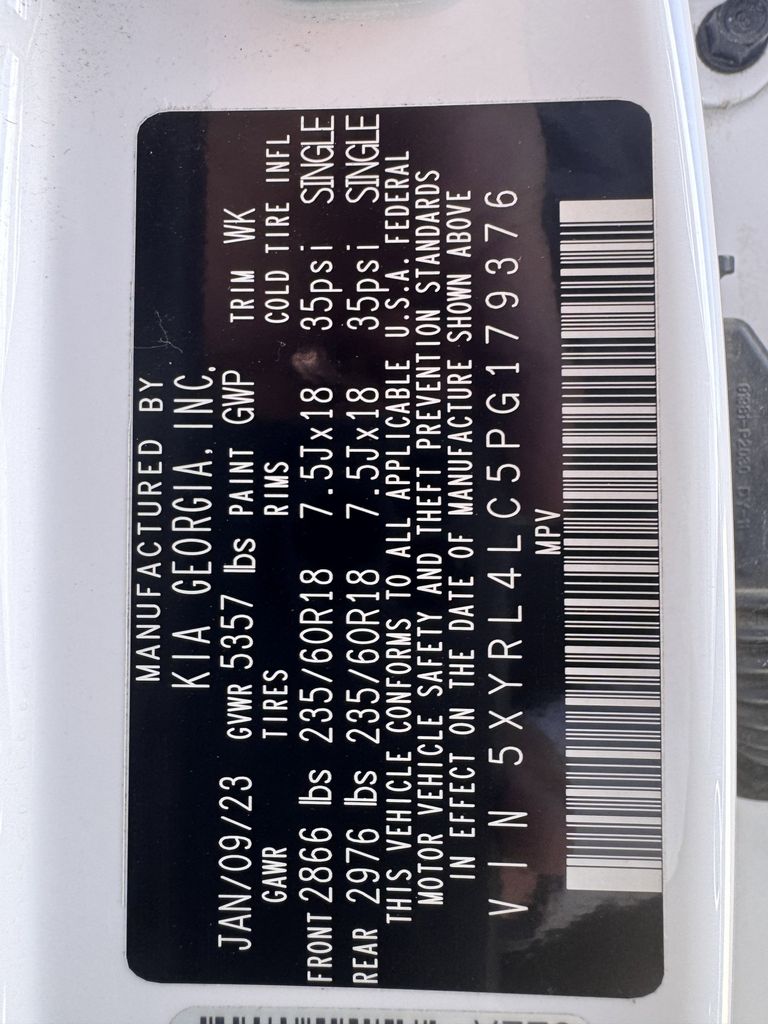 MANUFACTURED BY
KIA GEORGIA, INC.
JAN/09/23 GVWR 5357 lbs PAINT GWP TRIM WK
GAWR TIRES RIMS COLD TIRE INFL
FRONT 2866 lbs 235/60R18 7.5Jx18 35psi SINGLE
REAR 2976 lbs 235/60R18 7.5Jx18 35psi SINGLE
THIS VEHICLE CONFORMS TO ALL APPLICABLE U.S.A. FEDERAL
MOTOR VEHICLE SAFETY AND THEFT PREVENTION STANDARDS
IN EFFECT ON THE DATE OF MANUFACTURE SHOWN ABOVE
VIN 5XYRL4LC5PG179376
MPV